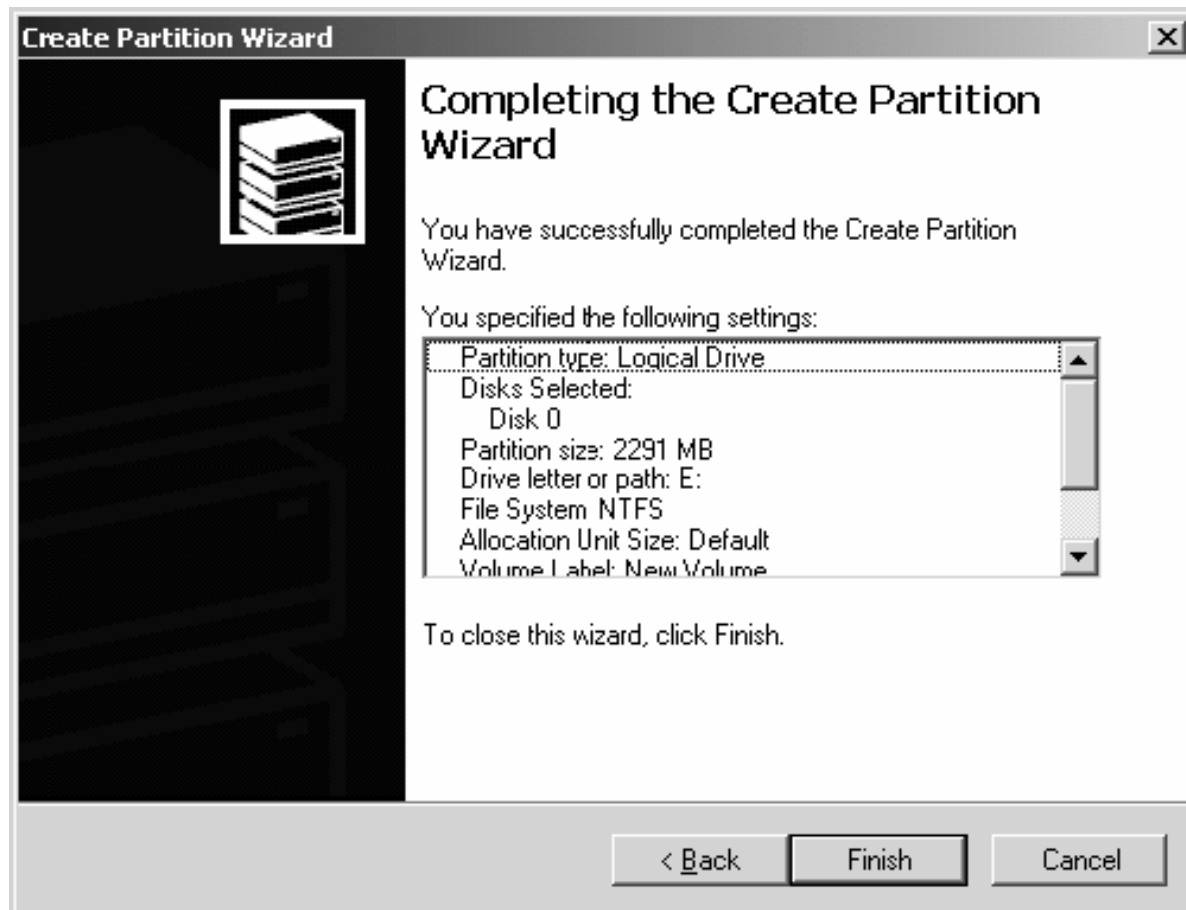 Create Partition Wizard
Completing the Create Partition
Wizard
You have successfully completed the Create Partition
Wizard.
You specified the following settings:
Partition type: Logical Drive
Disks Selected:
Disk 0
Partition size: 2291 MB
Drive letter or path: E:
File System NTFS
Allocation Unit Size: Default
Volume Label: New Volume
To close this wizard, click Finish.
< Back
Finish
Cancel